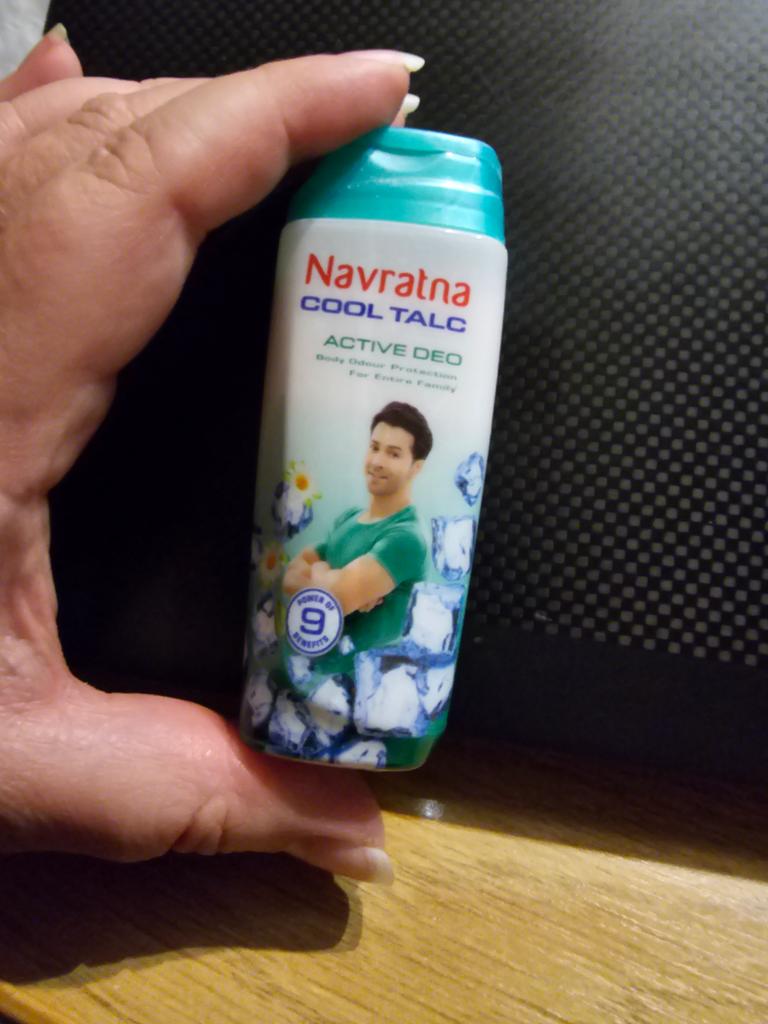 Navratna
COOL TALC
ACTIVE DEO
Body Odour Protection
For Entire Family
POWER OF
9
BENEFITS